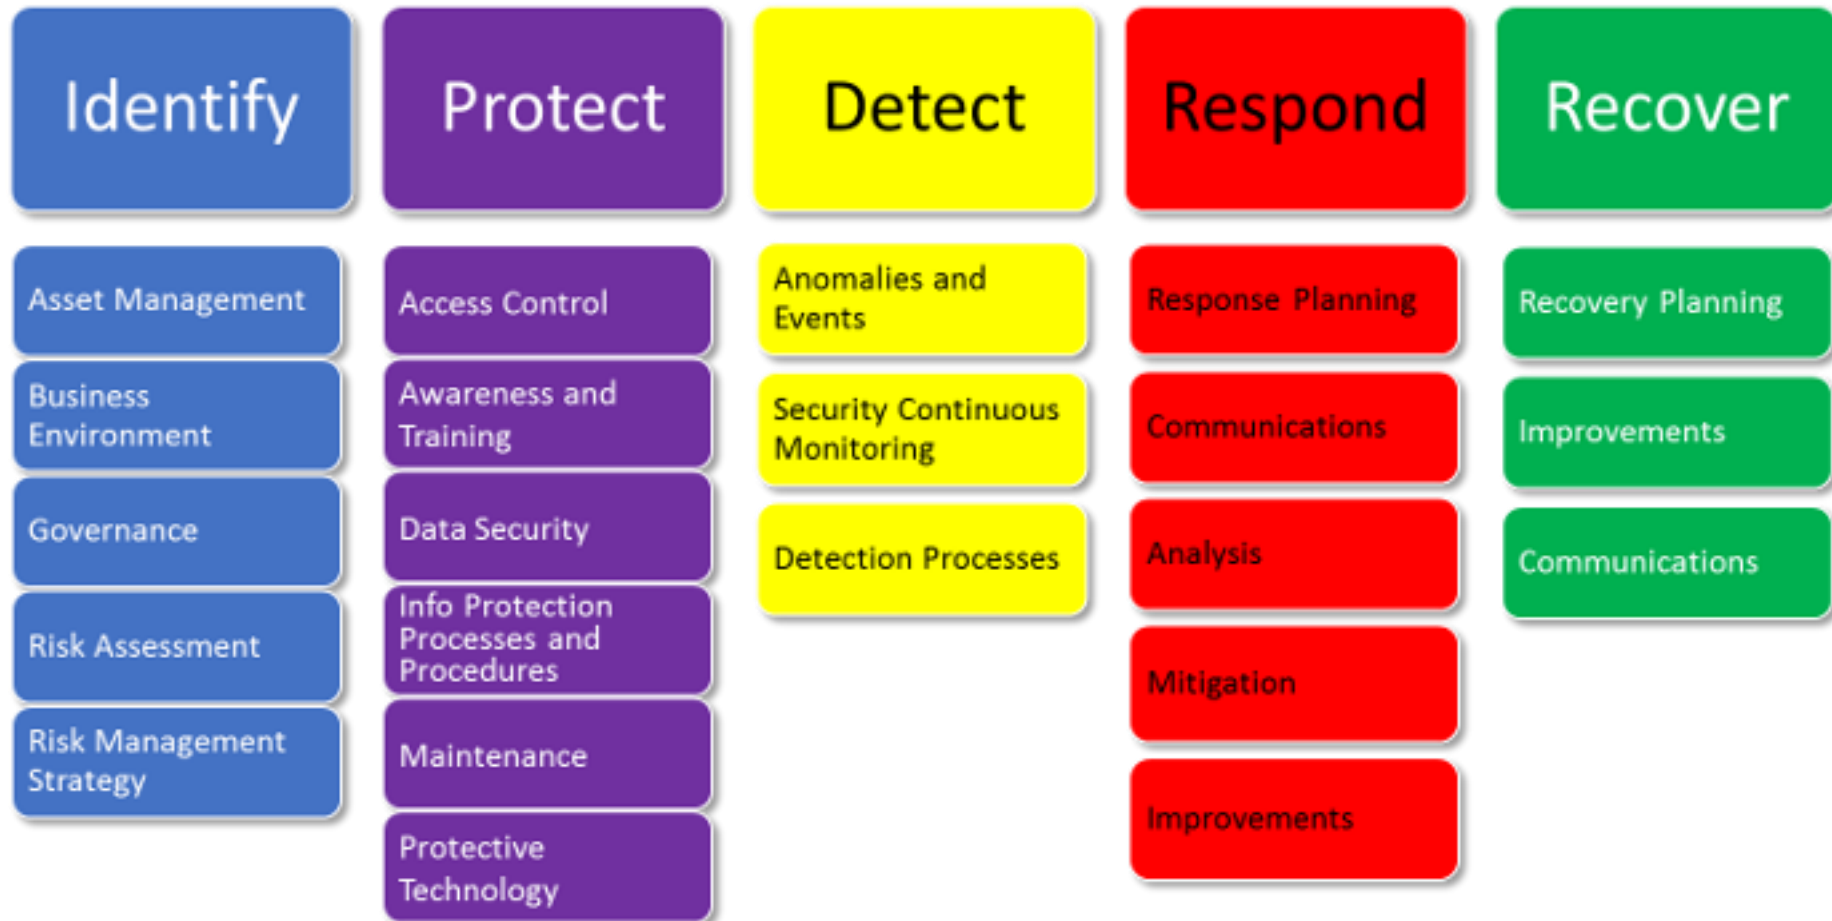 Identify
Protect
Detect
Respond
Recover
Asset Management
Business
Environment
Governance
Risk Assessment
Risk Management
Strategy
Access Control
Awareness and
Training
Data Security
Info Protection
Processes and
Procedures
Maintenance
Protective
Technology
Anomalies and
Events
Security Continuous
Monitoring
Detection Processes
Response Planning
Communications
Analysis
Mitigation
Improvements
Recovery Planning
Improvements
Communications